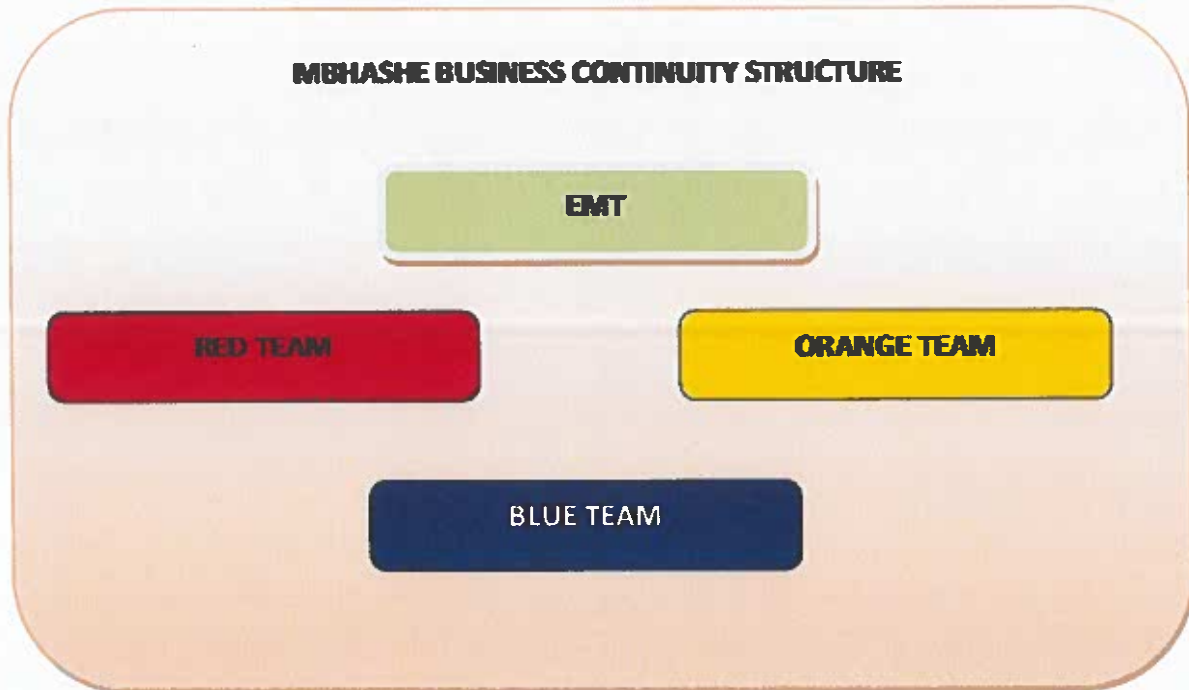 MBHASHE BUSINESS CONTINUITY STRUCTURE
EMT
RED TEAM
ORANGE TEAM
BLUE TEAM